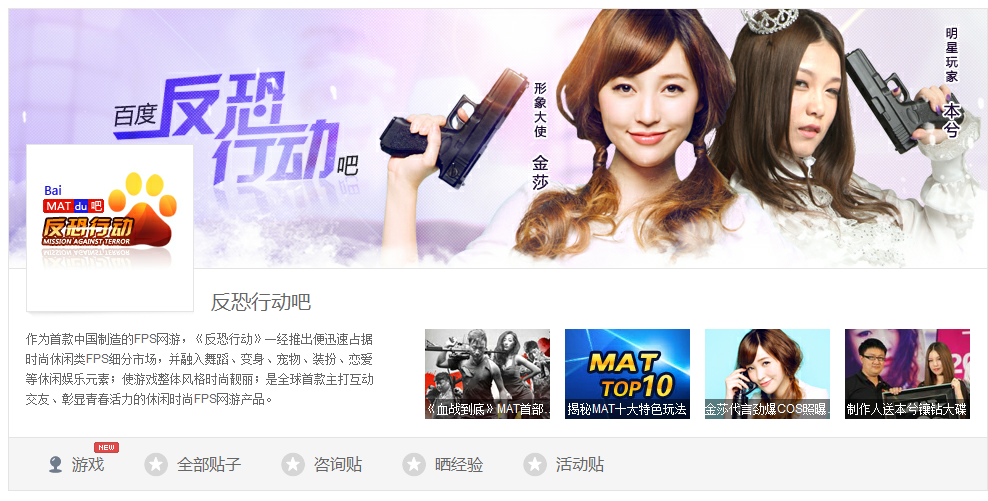 百度反恐行动吧
形象大使 金莎
明星玩家 本兮
Bai
MAT du 吧
反恐行动
MISSION AGAINST TERROR
反恐行动吧
作为首款中国制造的FPS网游，《反恐行动》一经推出便迅速占据
时尚休闲类FPS细分市场，并融入舞蹈、变身、宠物、装扮、恋爱
等休闲娱乐元素；使游戏整体风格时尚靓丽；是全球首款主打互动
交友、彰显青春活力的休闲时尚FPS网游产品。
《血战到底》MAT首部...
MAT
TOP10
揭秘MAT十大特色玩法
金莎代言劲爆COS照曝...
制作人送本兮镶钻大碟
游戏 NEW 全部贴子 咨询贴 晒经验 活动贴